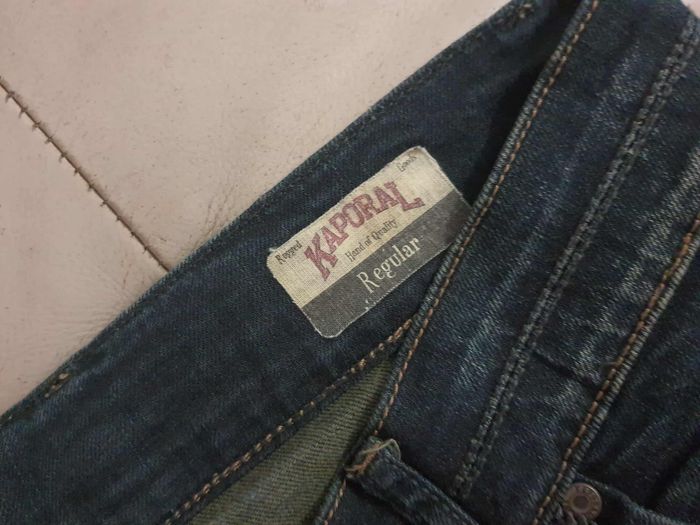 Rugged Goods
KAPORAL
Hand of Quality
Regular